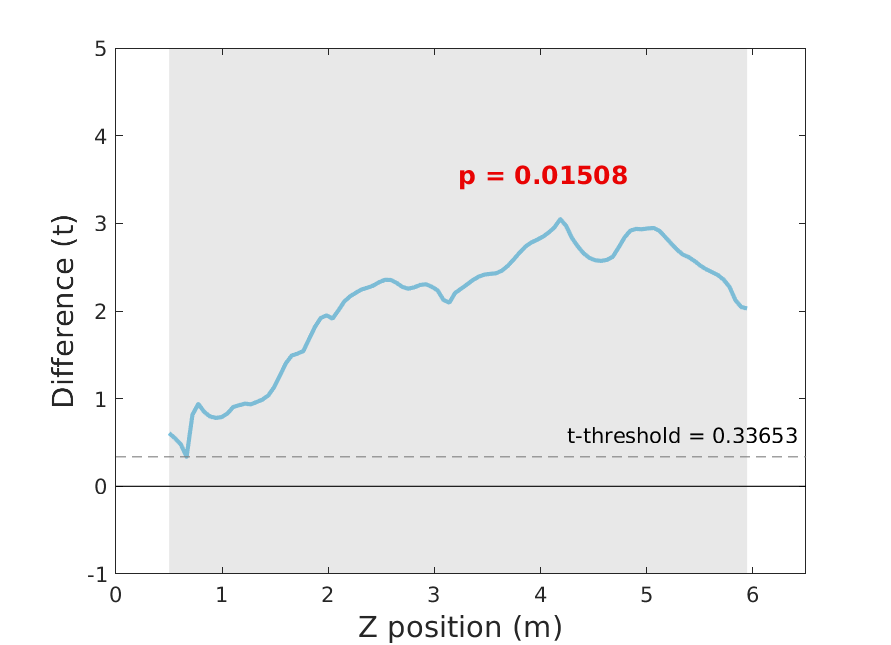 5
4
p = 0.01508
3
2
1
t-threshold = 0.33653
0
-1
0 1 2 3 4 5 6
Z position (m)
Difference (t)